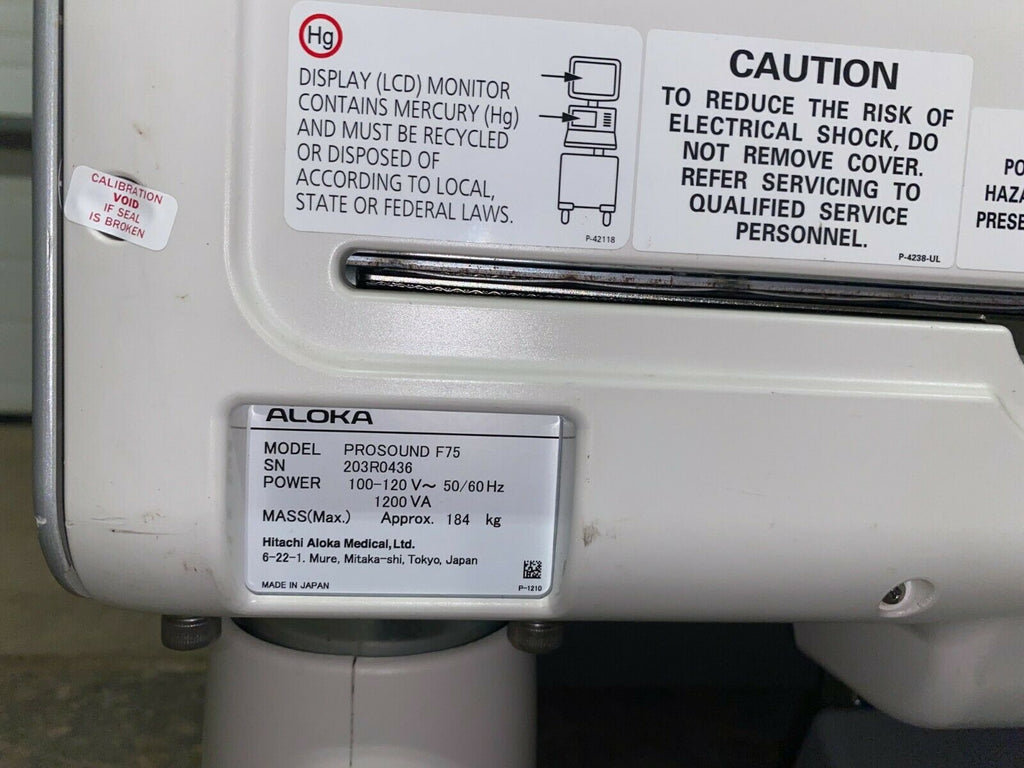 Hg
DISPLAY (LCD) MONITOR
CONTAINS MERCURY (Hg)
AND MUST BE RECYCLED
OR DISPOSED OF
ACCORDING TO LOCAL,
STATE OR FEDERAL LAWS.
P-42118
CAUTION
TO REDUCE THE RISK OF
ELECTRICAL SHOCK, DO
NOT REMOVE COVER.
REFER SERVICING TO
QUALIFIED SERVICE
PERSONNEL.
P-4238-UL
PO
HAZA
PRESE
CALIBRATION
VOID
IF SEAL
IS BROKEN
ALOKA
MODEL PROSOUND F75
SN 203R0436
POWER 100-120 V~ 50/60 Hz
1200 VA
MASS(Max.) Approx. 184 kg
Hitachi Aloka Medical, Ltd.
6-22-1. Mure, Mitaka-shi, Tokyo, Japan
MADE IN JAPAN
P-1210